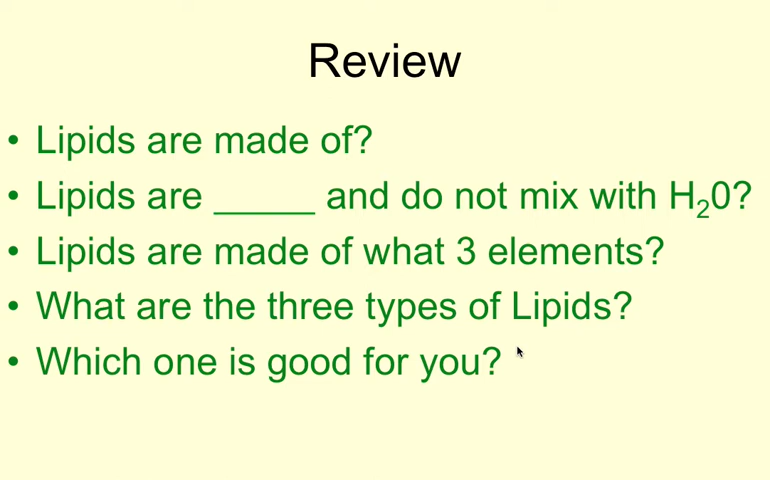 Review
• Lipids are made of?
• Lipids are _____ and do not mix with H₂0?
• Lipids are made of what 3 elements?
• What are the three types of Lipids?
• Which one is good for you?